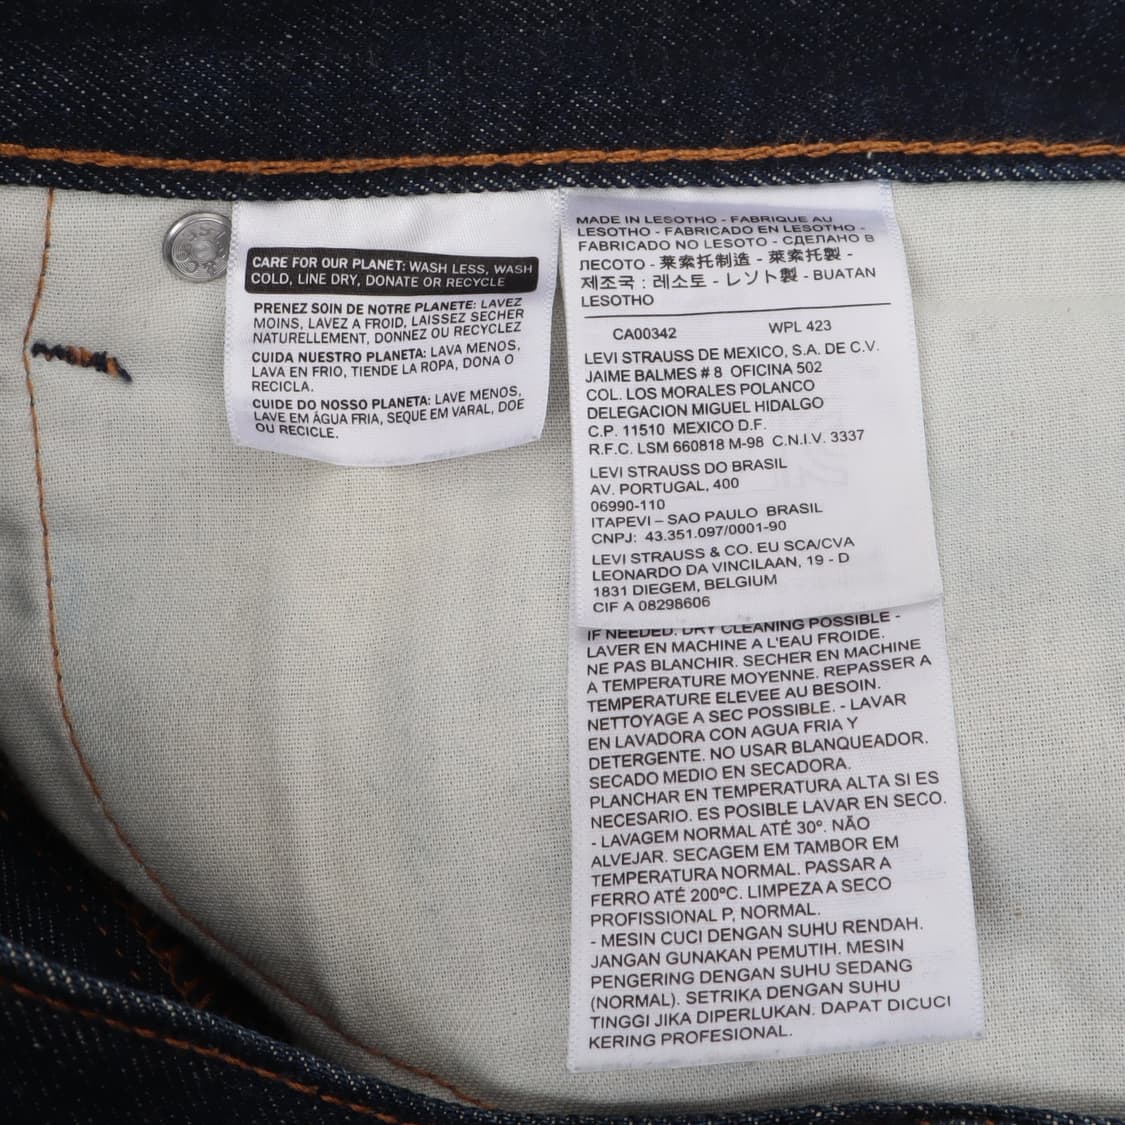 CARE FOR OUR PLANET: WASH LESS, WASH
COLD, LINE DRY, DONATE OR RECYCLE
PRENEZ SOIN DE NOTRE PLANETE: LAVEZ
MOINS, LAVEZ A FROID, LAISSEZ SECHER
NATURELLEMENT, DONNEZ OU RECYCLEZ
CUIDA NUESTRO PLANETA: LAVA MENOS,
LAVA EN FRIO, TIENDE LA ROPA, DONA O
RECICLA.
CUIDE DO NOSSO PLANETA: LAVE MENOS,
LAVE EM ÁGUA FRIA, SEQUE EM VARAL, DOE
OU RECICLE.
MADE IN LESOTHO - FABRIQUE AU
LESOTHO - FABRICADO EN LESOTHO -
FABRICADO NO LESOTO - СДЕЛАНО В
ЛЕСОТО - 萊索托制造 - 萊索托製 -
제조국 : 레소토 - レソト製 - BUATAN
LESOTHO
CA00342 WPL 423
LEVI STRAUSS DE MEXICO, S.A. DE C.V.
JAIME BALMES # 8 OFICINA 502
COL. LOS MORALES POLANCO
DELEGACION MIGUEL HIDALGO
C.P. 11510 MEXICO D.F.
R.F.C. LSM 660818 M-98 C.N.I.V. 3337
LEVI STRAUSS DO BRASIL
AV. PORTUGAL, 400
06990-110
ITAPEVI – SAO PAULO BRASIL
CNPJ: 43.351.097/0001-90
LEVI STRAUSS & CO. EU SCA/CVA
LEONARDO DA VINCILAAN, 19 - D
1831 DIEGEM, BELGIUM
CIF A 08298606
IF NEEDED. DRY CLEANING POSSIBLE -
LAVER EN MACHINE A L'EAU FROIDE.
NE PAS BLANCHIR. SECHER EN MACHINE
A TEMPERATURE MOYENNE. REPASSER A
TEMPERATURE ELEVEE AU BESOIN.
NETTOYAGE A SEC POSSIBLE. - LAVAR
EN LAVADORA CON AGUA FRIA Y
DETERGENTE. NO USAR BLANQUEADOR.
SECADO MEDIO EN SECADORA.
PLANCHAR EN TEMPERATURA ALTA SI ES
NECESARIO. ES POSIBLE LAVAR EN SECO.
- LAVAGEM NORMAL ATÉ 30º. NÃO
ALVEJAR. SECAGEM EM TAMBOR EM
TEMPERATURA NORMAL. PASSAR A
FERRO ATÉ 200ºC. LIMPEZA A SECO
PROFISSIONAL P, NORMAL.
- MESIN CUCI DENGAN SUHU RENDAH.
JANGAN GUNAKAN PEMUTIH. MESIN
PENGERING DENGAN SUHU SEDANG
(NORMAL). SETRIKA DENGAN SUHU
TINGGI JIKA DIPERLUKAN. DAPAT DICUCI
KERING PROFESIONAL.